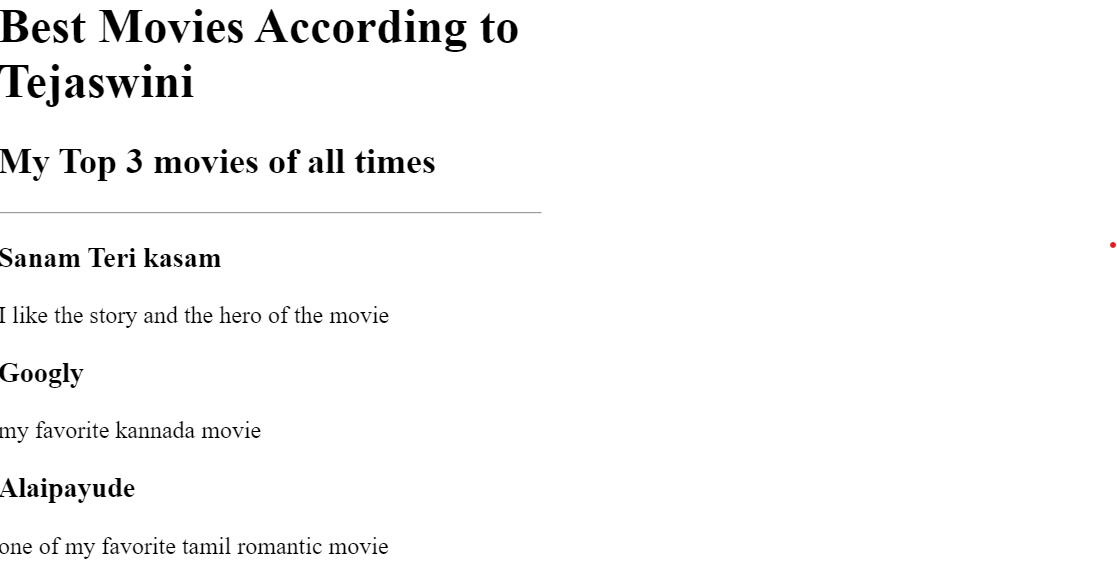 Best Movies According to
Tejaswini
My Top 3 movies of all times
Sanam Teri kasam
I like the story and the hero of the movie
Googly
my favorite kannada movie
Alaipayude
one of my favorite tamil romantic movie